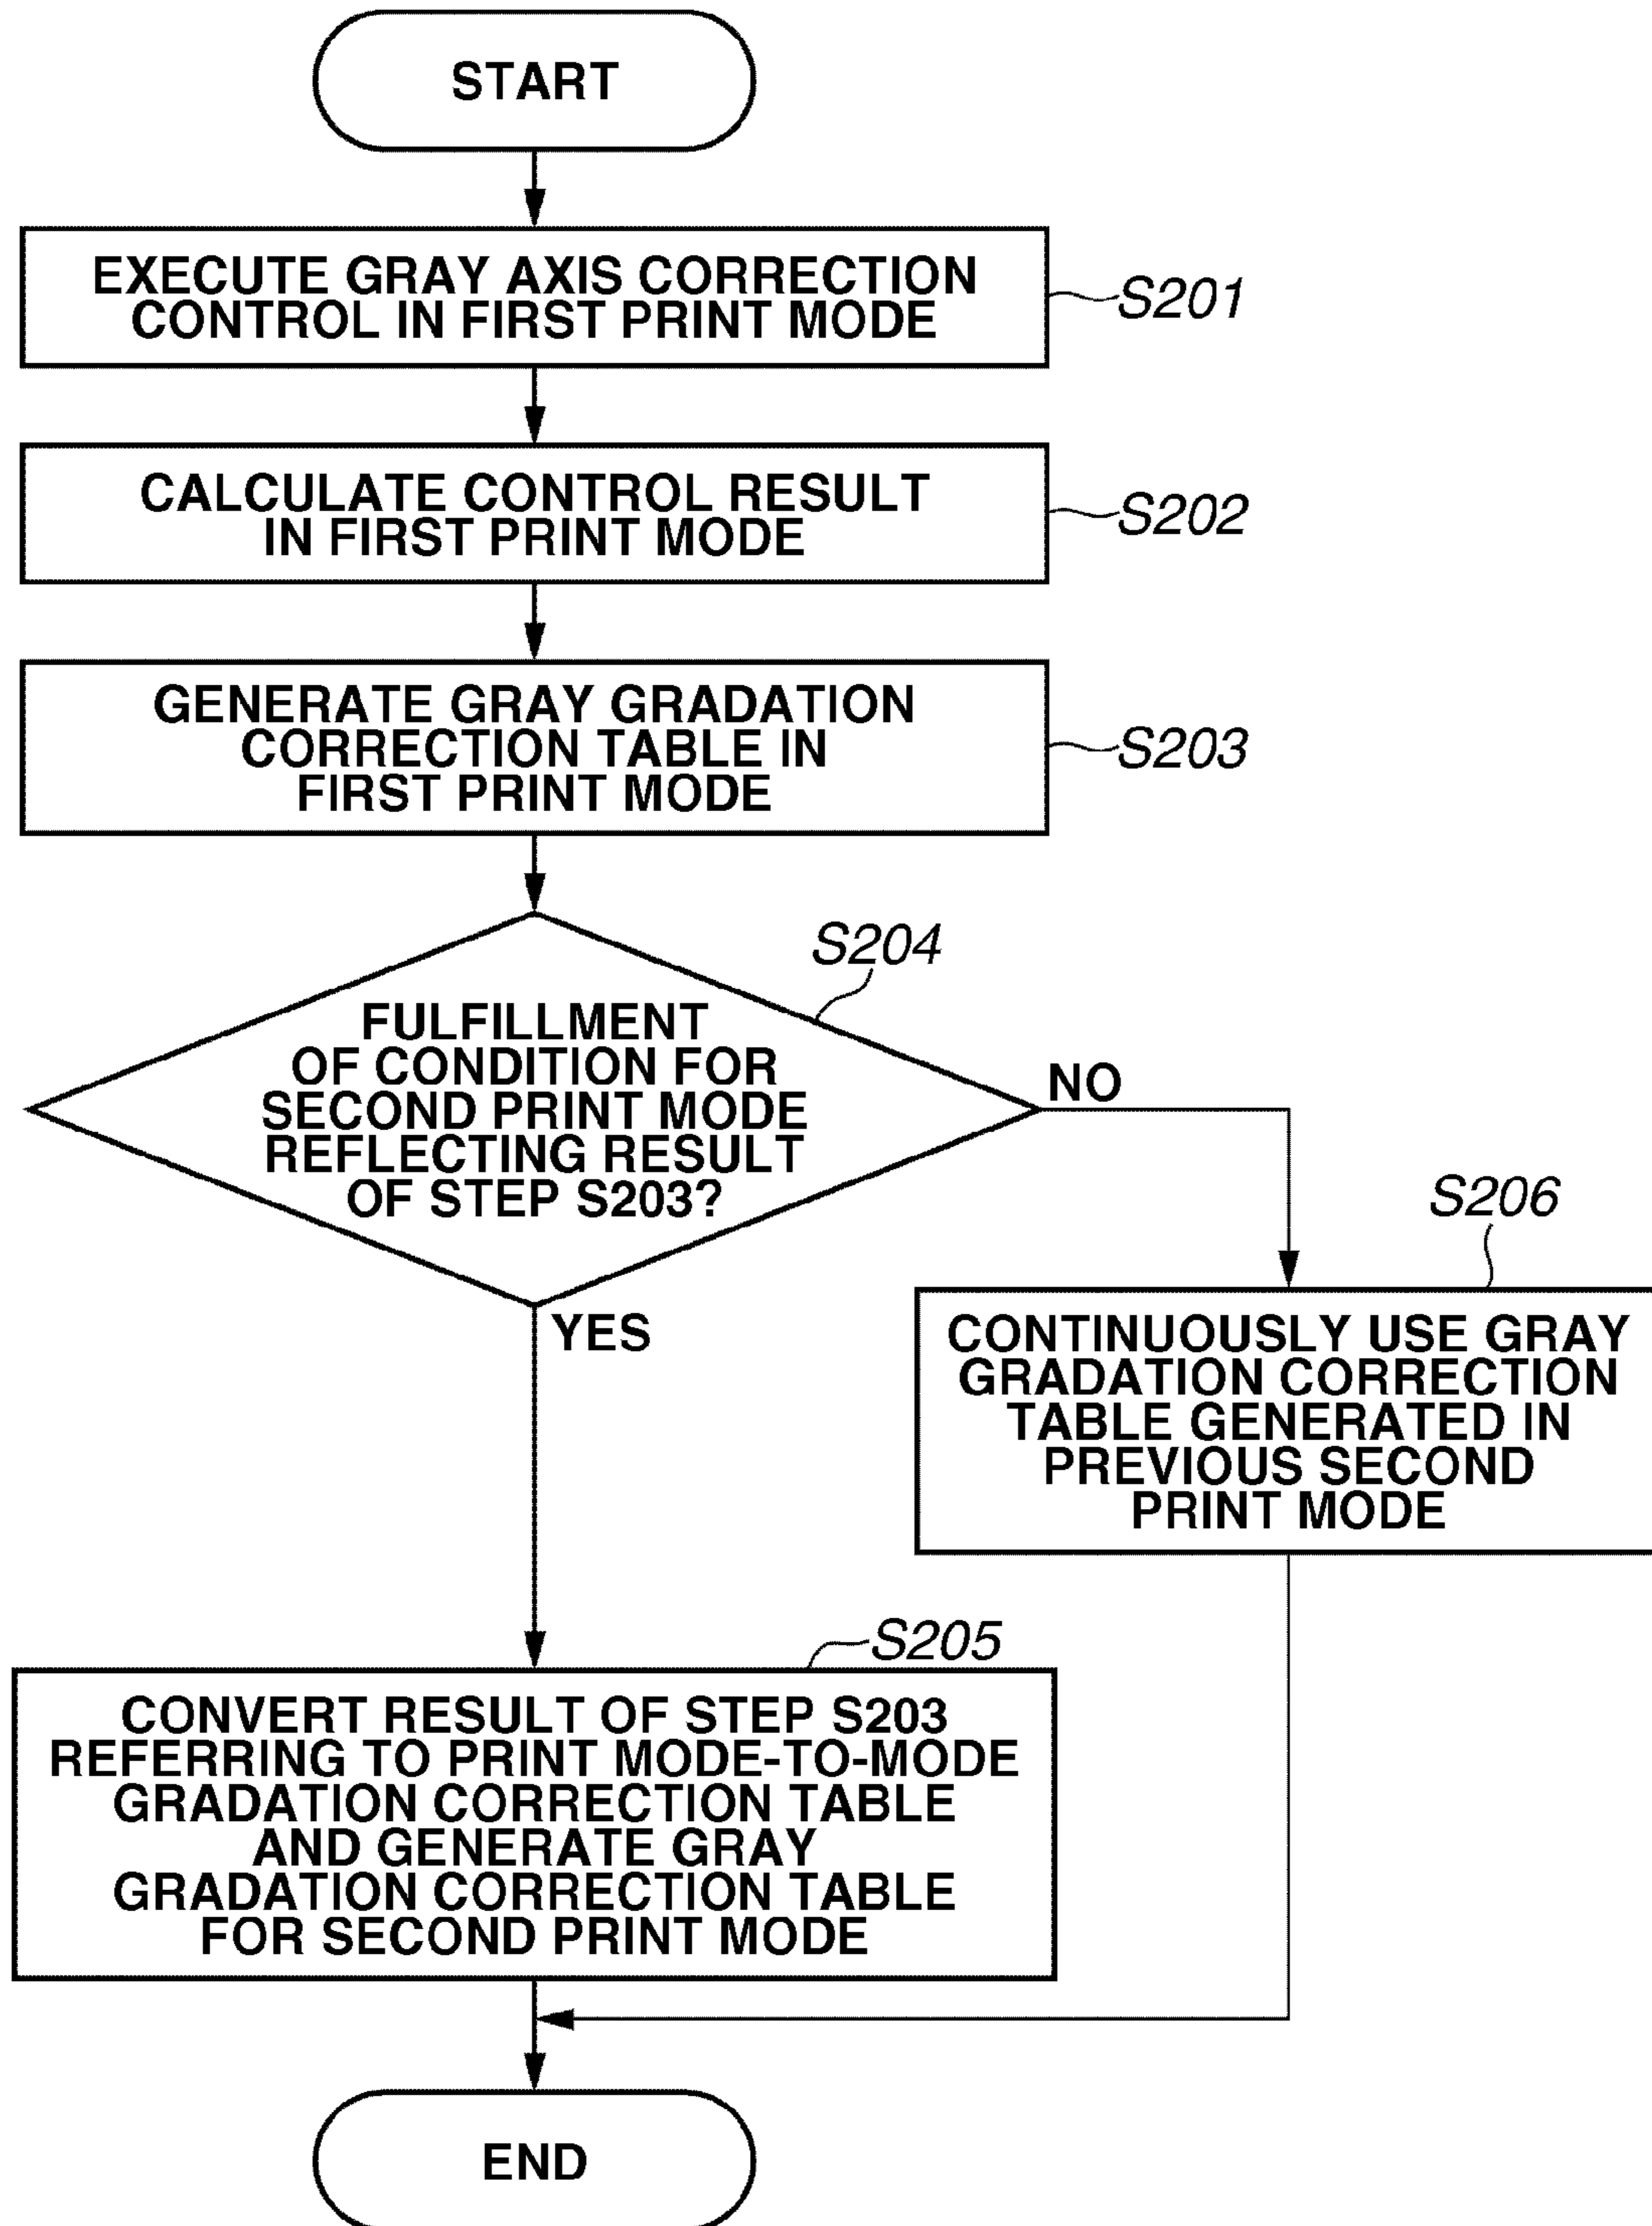 START
EXECUTE GRAY AXIS CORRECTION
CONTROL IN FIRST PRINT MODE
S201
CALCULATE CONTROL RESULT
IN FIRST PRINT MODE
S202
GENERATE GRAY GRADATION
CORRECTION TABLE IN
FIRST PRINT MODE
S203
S204
FULFILLMENT
OF CONDITION FOR
SECOND PRINT MODE
REFLECTING RESULT
OF STEP S203?
NO
YES
S206
CONTINUOUSLY USE GRAY
GRADATION CORRECTION
TABLE GENERATED IN
PREVIOUS SECOND
PRINT MODE
S205
CONVERT RESULT OF STEP S203
REFERRING TO PRINT MODE-TO-MODE
GRADATION CORRECTION TABLE
AND GENERATE GRAY
GRADATION CORRECTION TABLE
FOR SECOND PRINT MODE
END